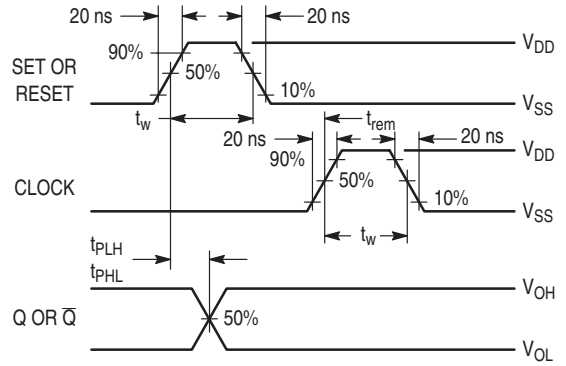 20 ns
20 ns
90%
V_DD
SET OR
RESET
50%
10%
t_w
V_SS
t_rem
20 ns
20 ns
90%
V_DD
CLOCK
50%
10%
V_SS
t_w
t_PLH
t_PHL
V_OH
Q OR Q̅
50%
V_OL